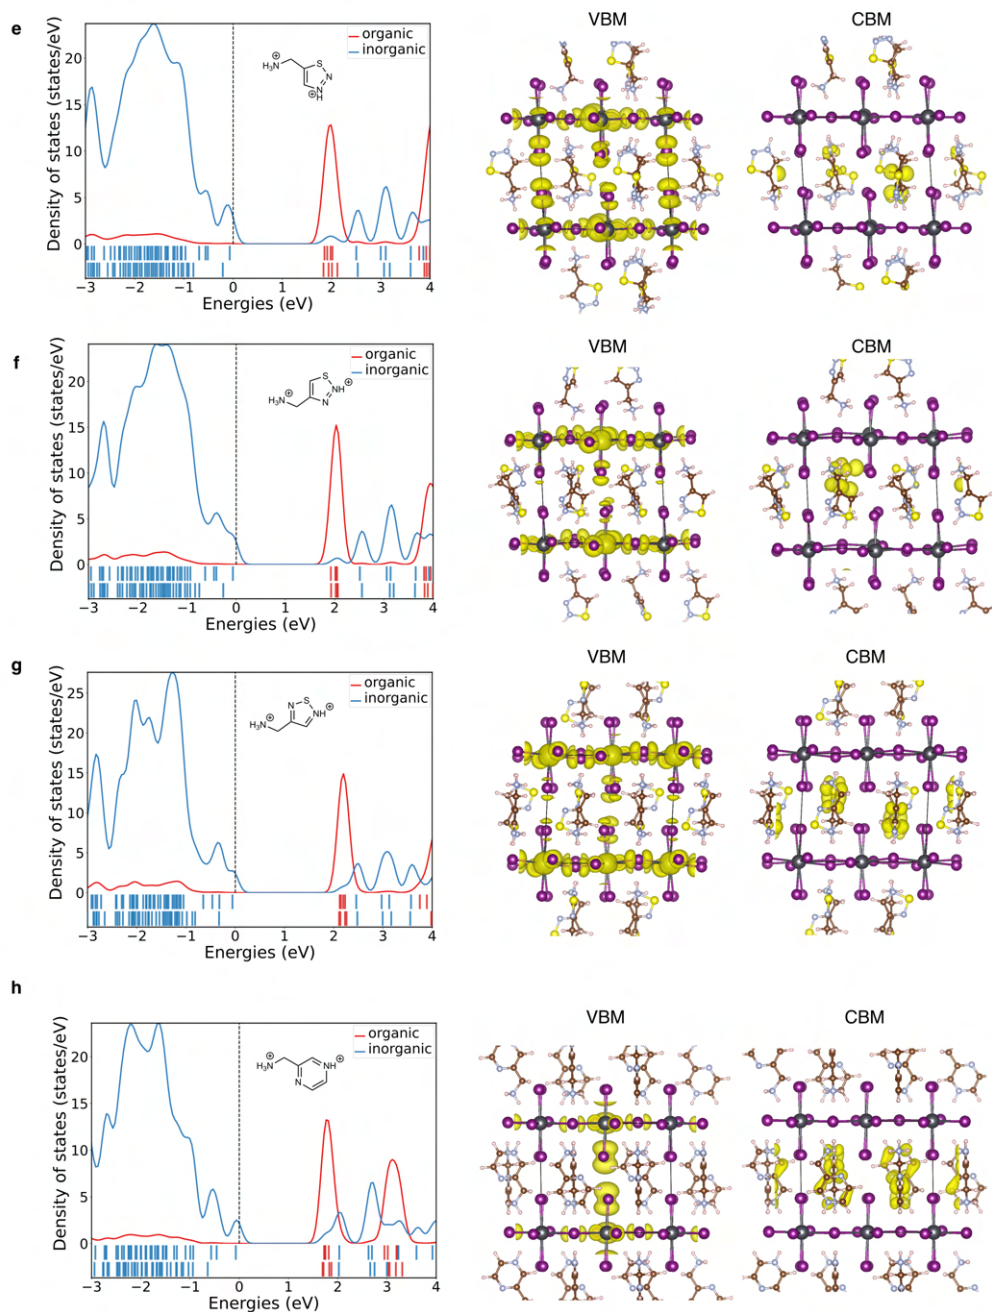 e
Density of states (states/eV)
20
15
10
5
0
organic
inorganic
H₃N⊕
S
N
NH
⊕
−3 −2 −1 0 1 2 3 4
Energies (eV)
VBM
CBM
f
Density of states (states/eV)
20
15
10
5
0
organic
inorganic
H₃N⊕
S
NH⊕
N
−3 −2 −1 0 1 2 3 4
Energies (eV)
VBM
CBM
g
Density of states (states/eV)
25
20
15
10
5
0
organic
inorganic
H₃N⊕
N
S
NH⊕
−3 −2 −1 0 1 2 3 4
Energies (eV)
VBM
CBM
h
Density of states (states/eV)
20
15
10
5
0
organic
inorganic
H₃N⊕
NH⊕
N
−3 −2 −1 0 1 2 3 4
Energies (eV)
VBM
CBM